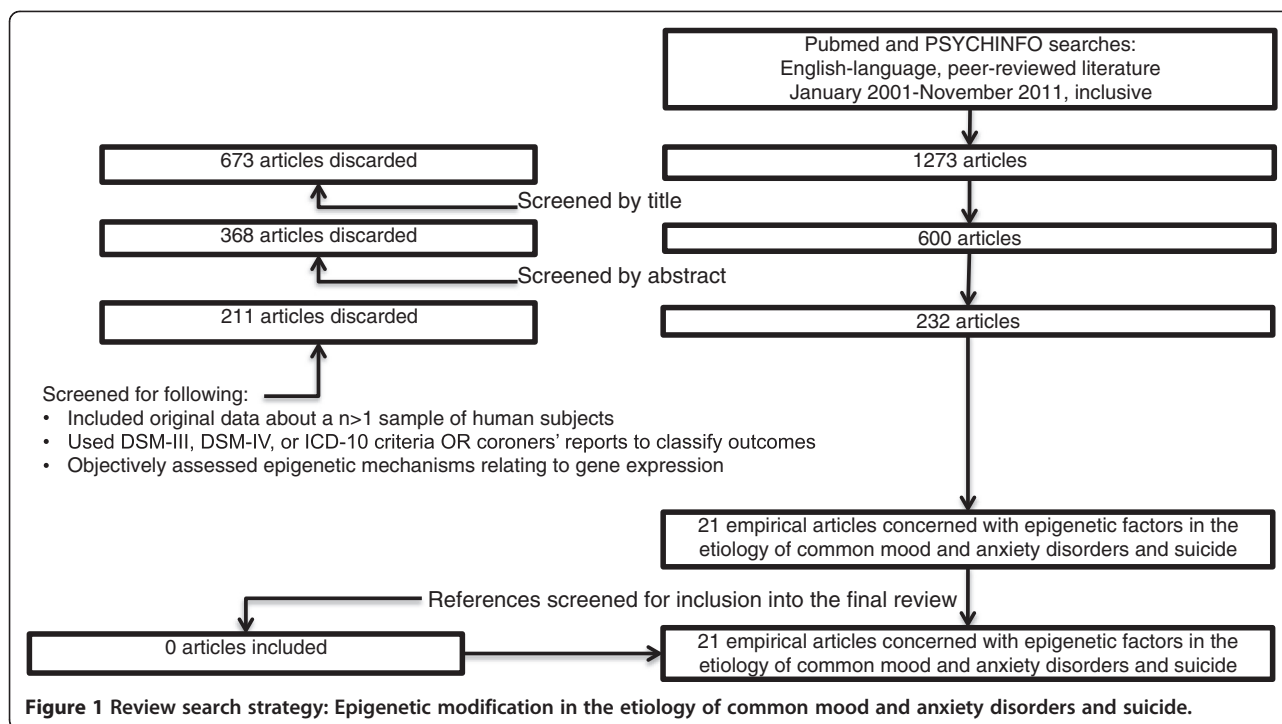 Pubmed and PSYCHINFO searches:
English-language, peer-reviewed literature
January 2001-November 2011, inclusive
673 articles discarded
1273 articles
Screened by title
368 articles discarded
600 articles
Screened by abstract
211 articles discarded
232 articles
Screened for following:
• Included original data about a n>1 sample of human subjects
• Used DSM-III, DSM-IV, or ICD-10 criteria OR coroners' reports to classify outcomes
• Objectively assessed epigenetic mechanisms relating to gene expression
21 empirical articles concerned with epigenetic factors in the
etiology of common mood and anxiety disorders and suicide
References screened for inclusion into the final review
0 articles included
21 empirical articles concerned with epigenetic factors in the
etiology of common mood and anxiety disorders and suicide
Figure 1 Review search strategy: Epigenetic modification in the etiology of common mood and anxiety disorders and suicide.